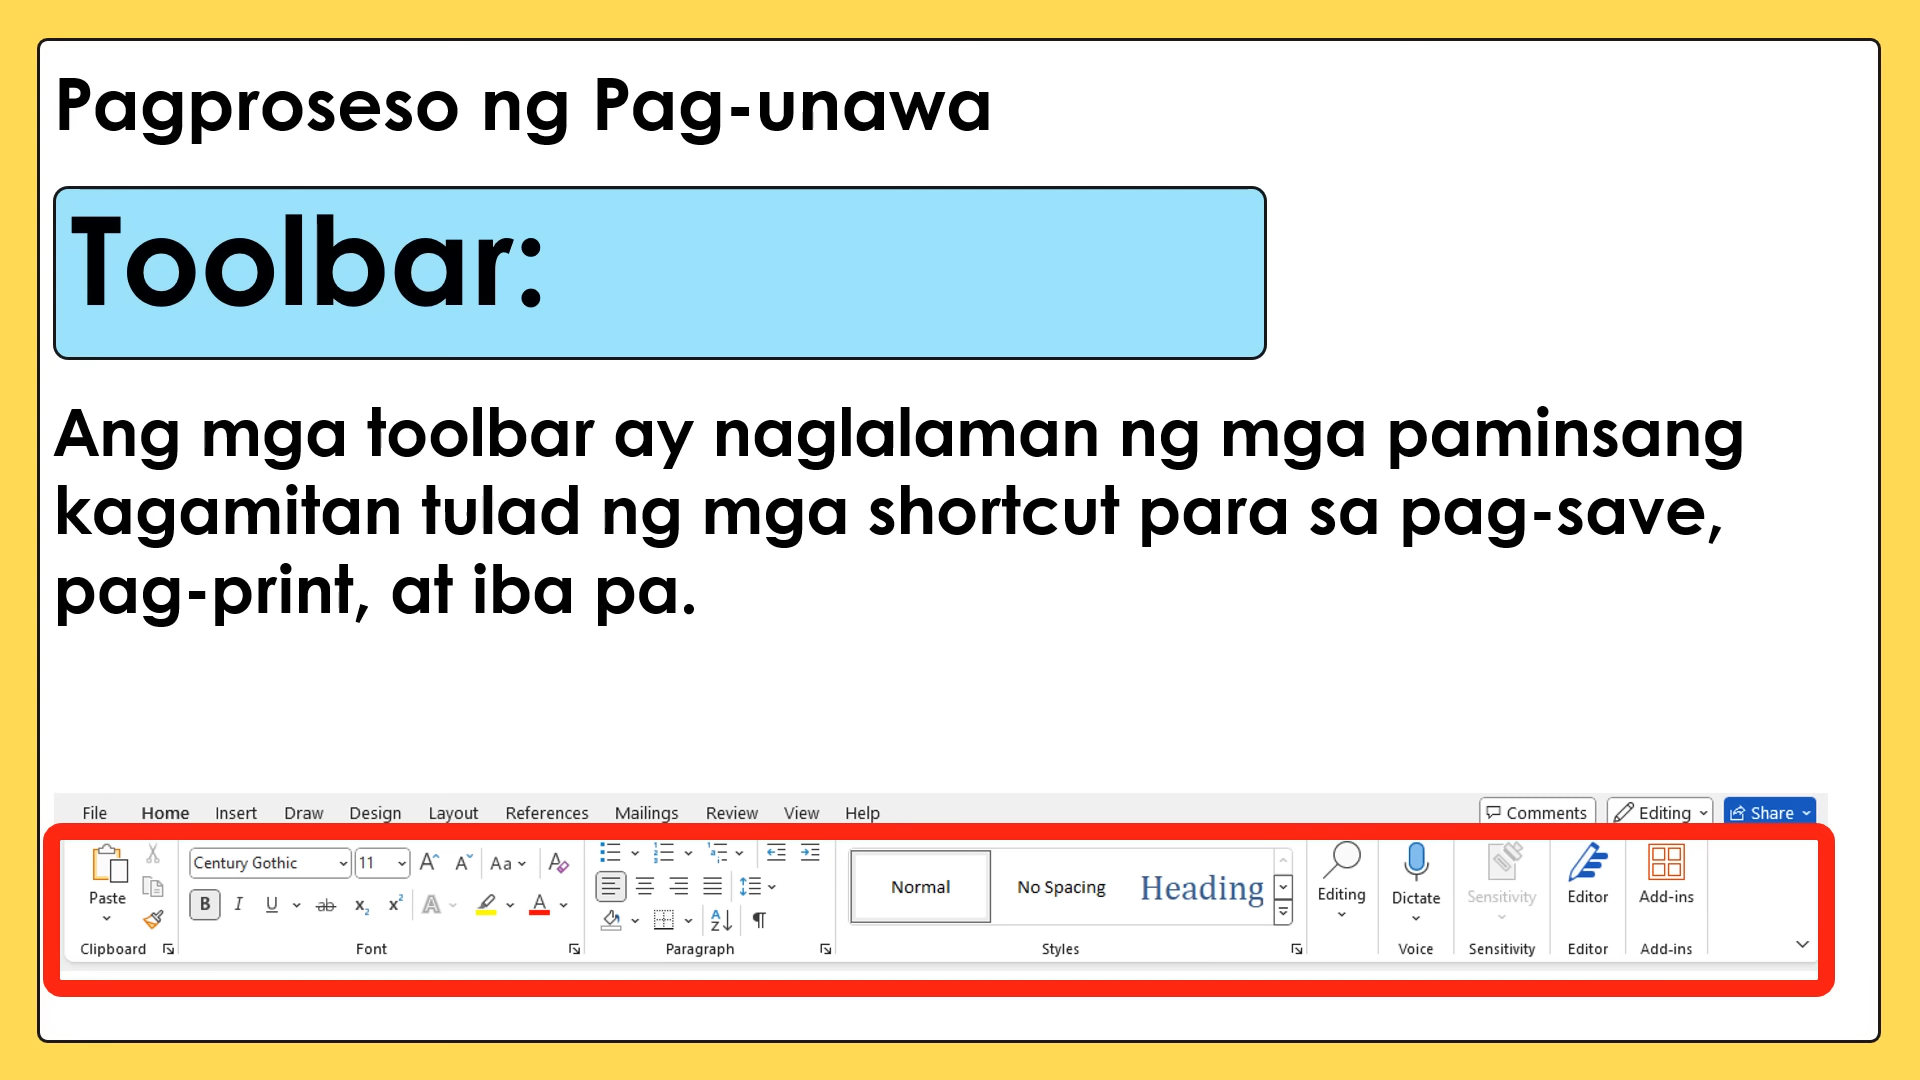 Pagproseso ng Pag-unawa
Toolbar:
Ang mga toolbar ay naglalaman ng mga paminsang
kagamitan tulad ng mga shortcut para sa pag-save,
pag-print, at iba pa.
File Home Insert Draw Design Layout References Mailings Review View Help Comments Editing Share
Paste
Clipboard
Century Gothic 11 Aa
B I U ab x₂ x² A A
Font
Paragraph
Normal No Spacing Heading
Styles
Editing
Dictate
Voice
Sensitivity
Sensitivity
Editor
Editor
Add-ins
Add-ins